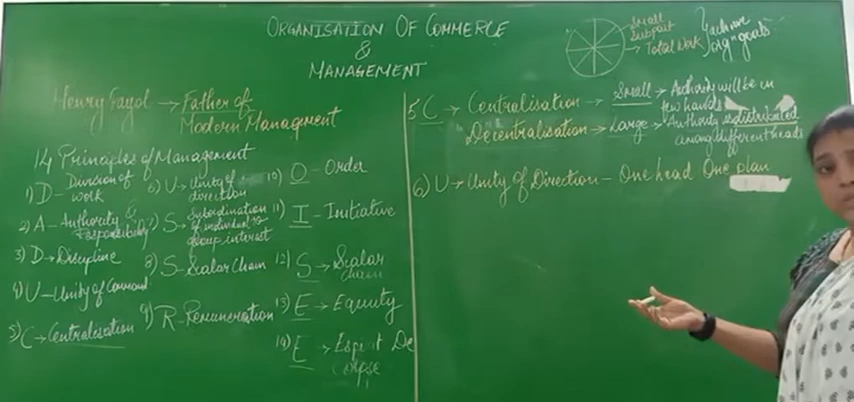 ORGANISATION OF COMMERCE
&
MANAGEMENT
Small
Subpart
Total Work
achieve
orgn goals
Henry Fayol → Father of
Modern Management
14 Principles of Management
1) D - Division of
work
2) A - Authority &
Responsibility
3) D → Discipline
4) U - Unity of Command
5) C → Centralisation
6) U - Unity of
direction
7) S - Subordination
of individual to
group interest
8) S - Scalar Chain
9) R - Remuneration
10) O - Order
11) I - Initiative
12) S → Scalar
chain
13) E → Equity
14) E → Esprit De
Corpse
5 C → Centralisation → Small → Authority will be in
few hands
Decentralisation → Large → Authority is distributed
among different heads
6) U → Unity of Direction - One head One plan